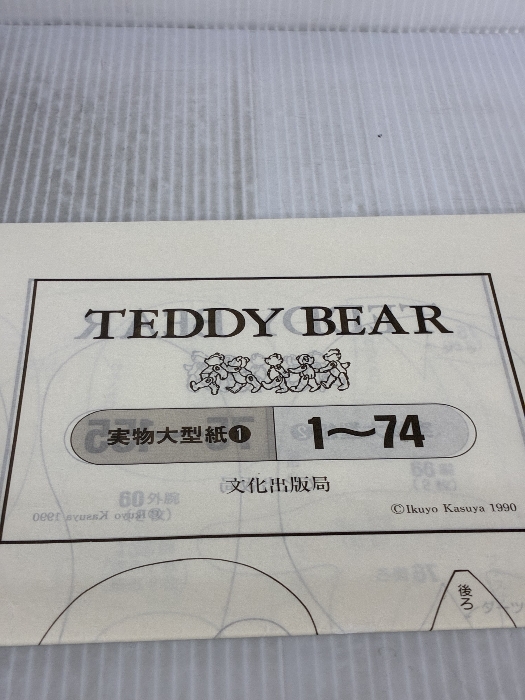 TEDDY BEAR
実物大型紙❶ 1〜74
文化出版局
©Ikuyo Kasuya 1990
後ろ